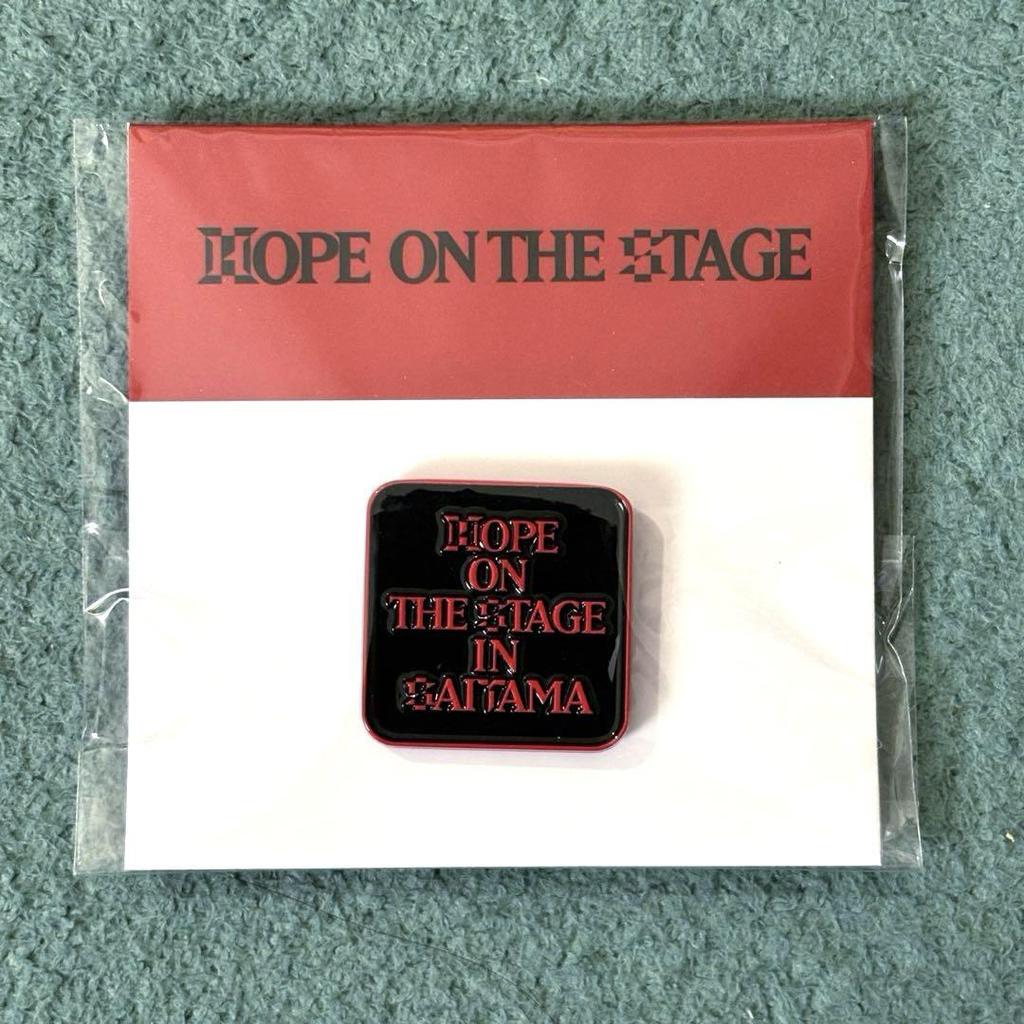 HOPE ON THE STAGE
HOPE
ON
THE STAGE
IN
SAITAMA